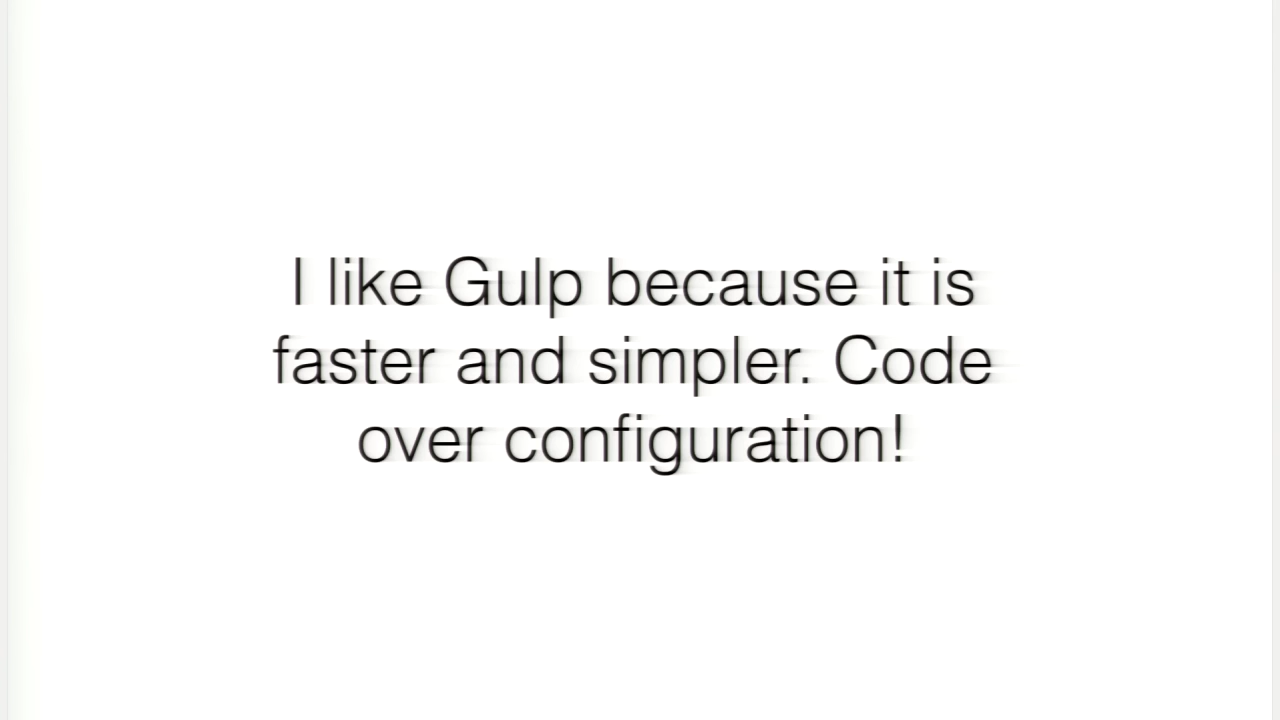 I like Gulp because it is
faster and simpler. Code
over configuration!